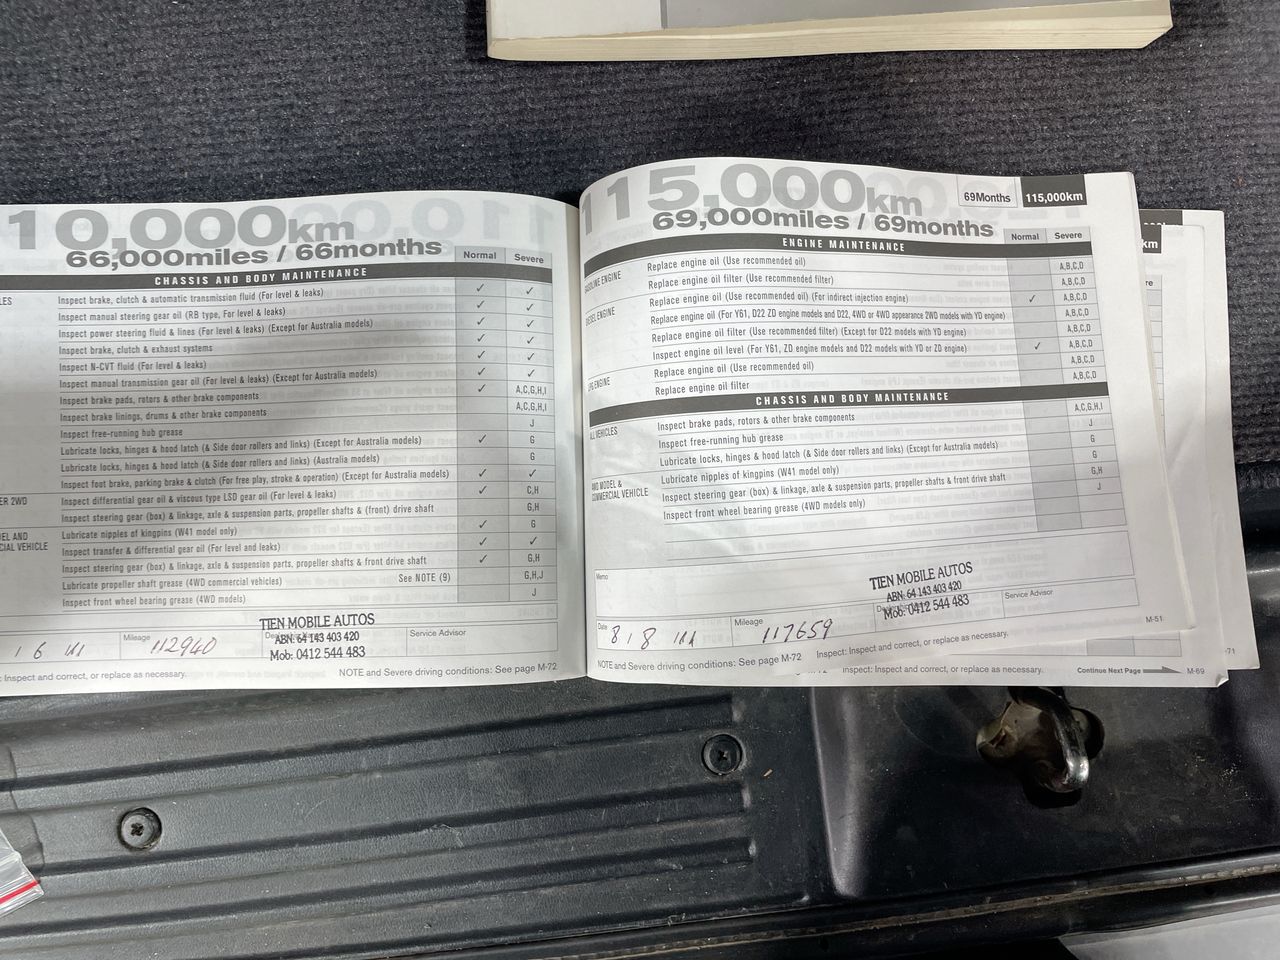 10,000km
66,000miles / 66months
Normal Severe
CHASSIS AND BODY MAINTENANCE
LES
Inspect brake, clutch & automatic transmission fluid (For level & leaks) ✓ ✓
Inspect manual steering gear oil (RB type, For level & leaks) ✓ ✓
Inspect power steering fluid & lines (For level & leaks) (Except for Australia models) ✓ ✓
Inspect brake, clutch & exhaust systems ✓ ✓
Inspect N-CVT fluid (For level & leaks) ✓ ✓
Inspect manual transmission gear oil (For level & leaks) (Except for Australia models) ✓ ✓
Inspect brake pads, rotors & other brake components ✓ A,C,G,H,I
Inspect brake linings, drums & other brake components A,C,G,H,I
Inspect free-running hub grease J
Lubricate locks, hinges & hood latch (& Side door rollers and links) (Except for Australia models) ✓ G
Lubricate locks, hinges & hood latch (& Side door rollers and links) (Australia models) G
Inspect foot brake, parking brake & clutch (For free play, stroke & operation) (Except for Australia models) ✓ ✓
ER 2WD
Inspect differential gear oil & viscous type LSD gear oil (For level & leaks) ✓ C,H
Inspect steering gear (box) & linkage, axle & suspension parts, propeller shafts & (front) drive shaft G,H
DEL AND
CIAL VEHICLE
Lubricate nipples of kingpins (W41 model only) ✓ G
Inspect transfer & differential gear oil (For level and leaks) ✓ ✓
Inspect steering gear (box) & linkage, axle & suspension parts, propeller shafts & front drive shaft ✓ G,H
Lubricate propeller shaft grease (4WD commercial vehicles) See NOTE (9) G,H,J
Inspect front wheel bearing grease (4WD models) J
1 6 Mileage 112940
TIEN MOBILE AUTOS
ABN: 64 143 403 420
Mob: 0412 544 483
Service Advisor
: Inspect and correct, or replace as necessary.
NOTE and Severe driving conditions: See page M-72
115,000km
69,000miles / 69months
69Months 115,000km
Normal Severe
ENGINE MAINTENANCE
GASOLINE ENGINE
Replace engine oil (Use recommended oil) A,B,C,D
Replace engine oil filter (Use recommended filter) A,B,C,D
DIESEL ENGINE
Replace engine oil (Use recommended oil) (For indirect injection engine) ✓ A,B,C,D
Replace engine oil (For Y61, D22 ZD engine models and D22, 4WD or 4WD appearance 2WD models with YD engine) A,B,C,D
Replace engine oil filter (Use recommended filter) (Except for D22 models with YD engine) A,B,C,D
Inspect engine oil level (For Y61, ZD engine models and D22 models with YD or ZD engine) ✓ A,B,C,D
LPG ENGINE
Replace engine oil (Use recommended oil) A,B,C,D
Replace engine oil filter A,B,C,D
CHASSIS AND BODY MAINTENANCE
ALL VEHICLES
Inspect brake pads, rotors & other brake components A,C,G,H,I
Inspect free-running hub grease J
Lubricate locks, hinges & hood latch (& Side door rollers and links) (Except for Australia models) G
4WD MODEL &
COMMERCIAL VEHICLE
Lubricate nipples of kingpins (W41 model only) G
Inspect steering gear (box) & linkage, axle & suspension parts, propeller shafts & front drive shaft G,H
Inspect front wheel bearing grease (4WD models only) J
Memo
TIEN MOBILE AUTOS
ABN: 64 143 403 420
Mob: 0412 544 483
Date 8 1 8 Mileage 117659
Service Advisor
M-51
NOTE and Severe driving conditions: See page M-72
Inspect: Inspect and correct, or replace as necessary.
Inspect: Inspect and correct, or replace as necessary.
Continue Next Page
M-69
km
-71